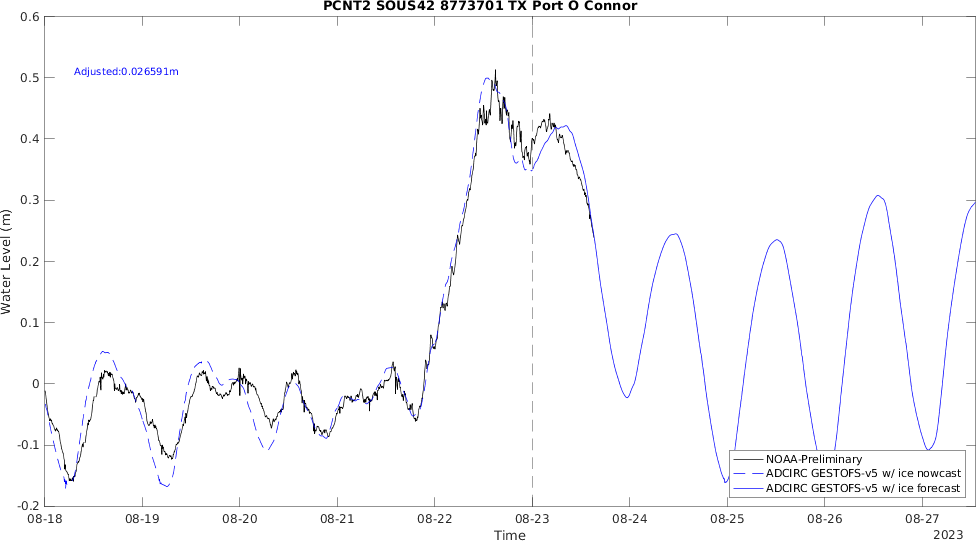 PCNT2 SOUS42 8773701 TX Port O Connor
Adjusted:0.026591m
0.6
0.5
0.4
0.3
0.2
0.1
0
-0.1
-0.2
Water Level (m)
NOAA-Preliminary
ADCIRC GESTOFS-v5 w/ ice nowcast
ADCIRC GESTOFS-v5 w/ ice forecast
08-18 08-19 08-20 08-21 08-22 08-23 08-24 08-25 08-26 08-27
Time
2023